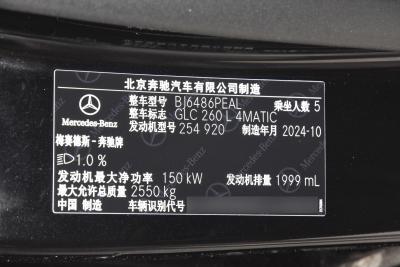 北京奔驰汽车有限公司制造
整车型号 BJ6486PEAL 乘坐人数 5
整车标志 GLC 260 L 4MATIC
发动机型号 254 920 制造年月 2024-10
Mercedes-Benz
梅赛德斯－奔驰牌
1.0 %
发动机最大净功率 150 kW 发动机排量 1999 mL
最大允许总质量 2550 kg
中国 制造 车辆识别代号